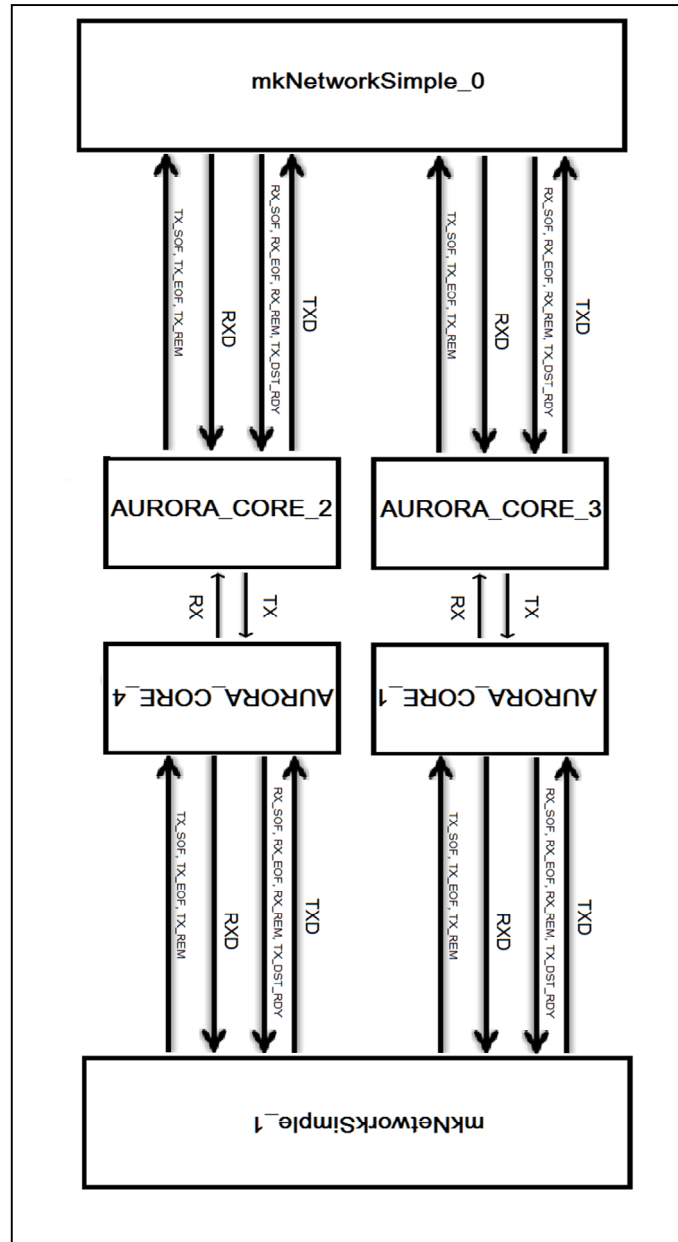 mkNetworkSimple_0
TX_SOF, TX_EOF, TX_REM
RXD
RX_SOF, RX_EOF, RX_REM, TX_DST_RDY
TXD
TX_SOF, TX_EOF, TX_REM
RXD
RX_SOF, RX_EOF, RX_REM, TX_DST_RDY
TXD
AURORA_CORE_2
AURORA_CORE_3
RX
TX
RX
TX
AURORA_CORE_4
AURORA_CORE_1
TX_SOF, TX_EOF, TX_REM
RXD
RX_SOF, RX_EOF, RX_REM, TX_DST_RDY
TXD
TX_SOF, TX_EOF, TX_REM
RXD
RX_SOF, RX_EOF, RX_REM, TX_DST_RDY
TXD
mkNetworkSimple_1